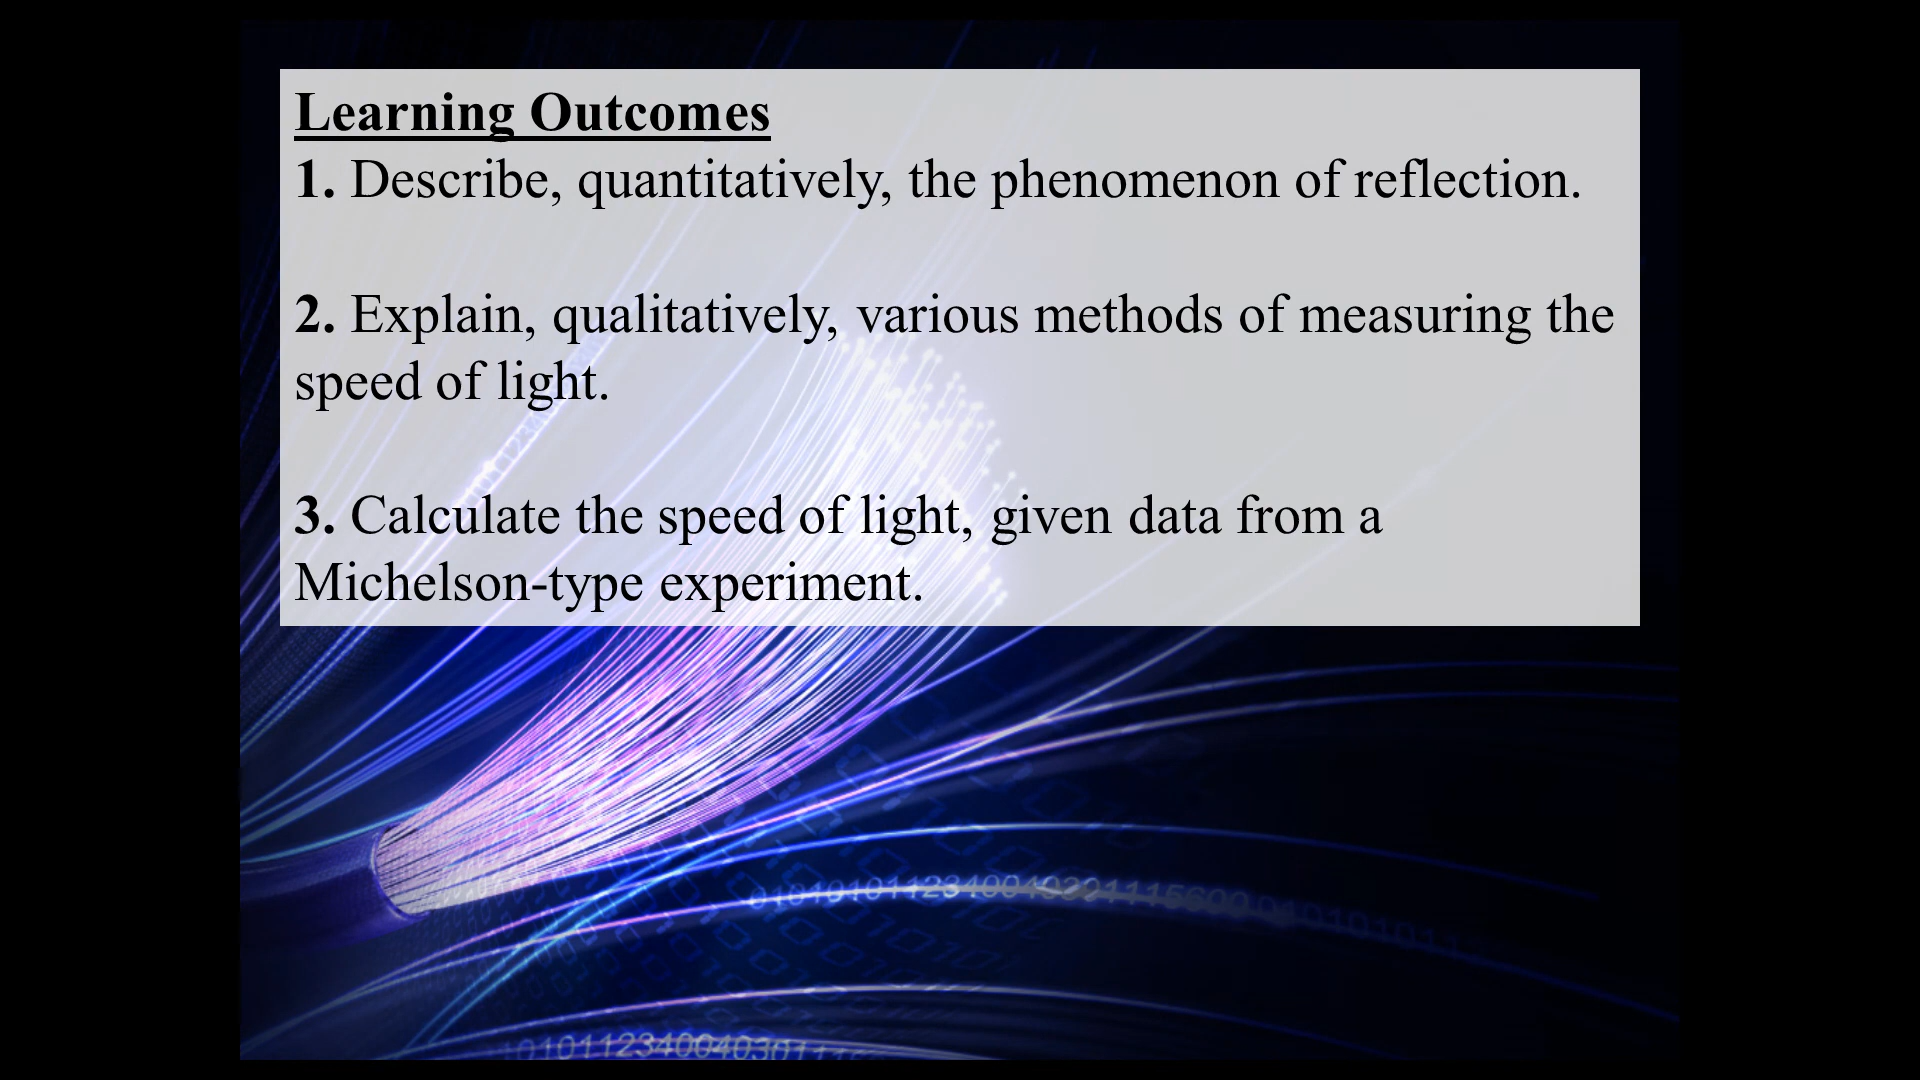 Learning Outcomes
1. Describe, quantitatively, the phenomenon of reflection.
2. Explain, qualitatively, various methods of measuring the
speed of light.
3. Calculate the speed of light, given data from a
Michelson-type experiment.